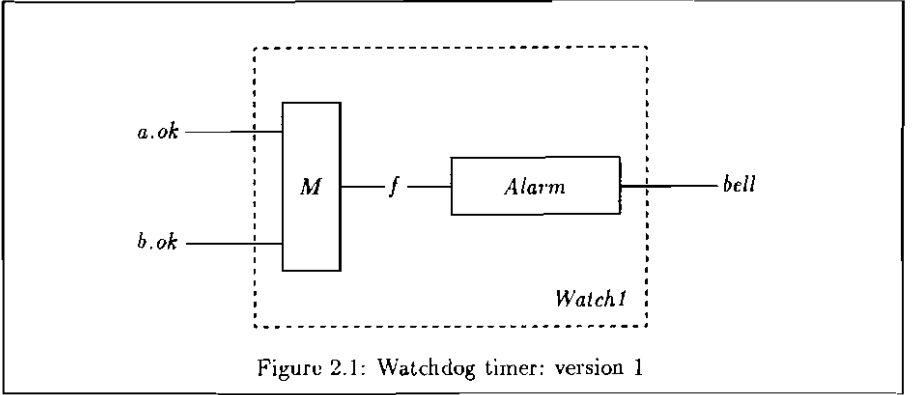 a.ok
M
f
Alarm
bell
b.ok
Watch1
Figure 2.1: Watchdog timer: version 1